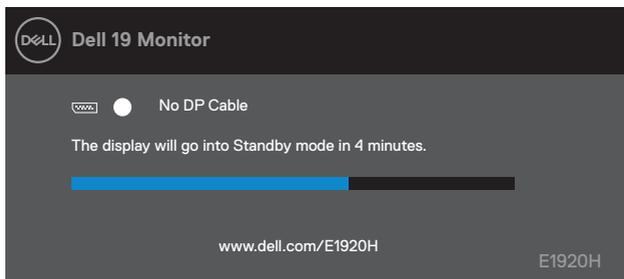 DELL Dell 19 Monitor
No DP Cable
The display will go into Standby mode in 4 minutes.
www.dell.com/E1920H
E1920H